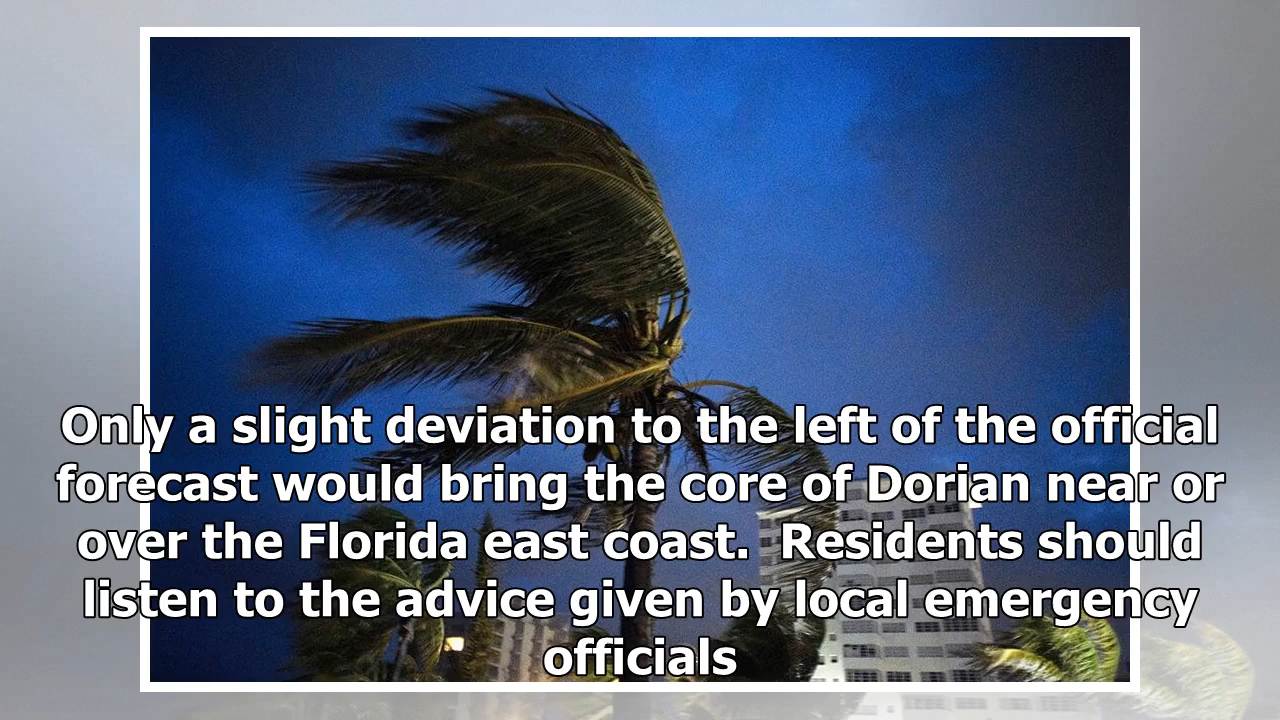 Only a slight deviation to the left of the official
forecast would bring the core of Dorian near or
over the Florida east coast.  Residents should
listen to the advice given by local emergency
officials